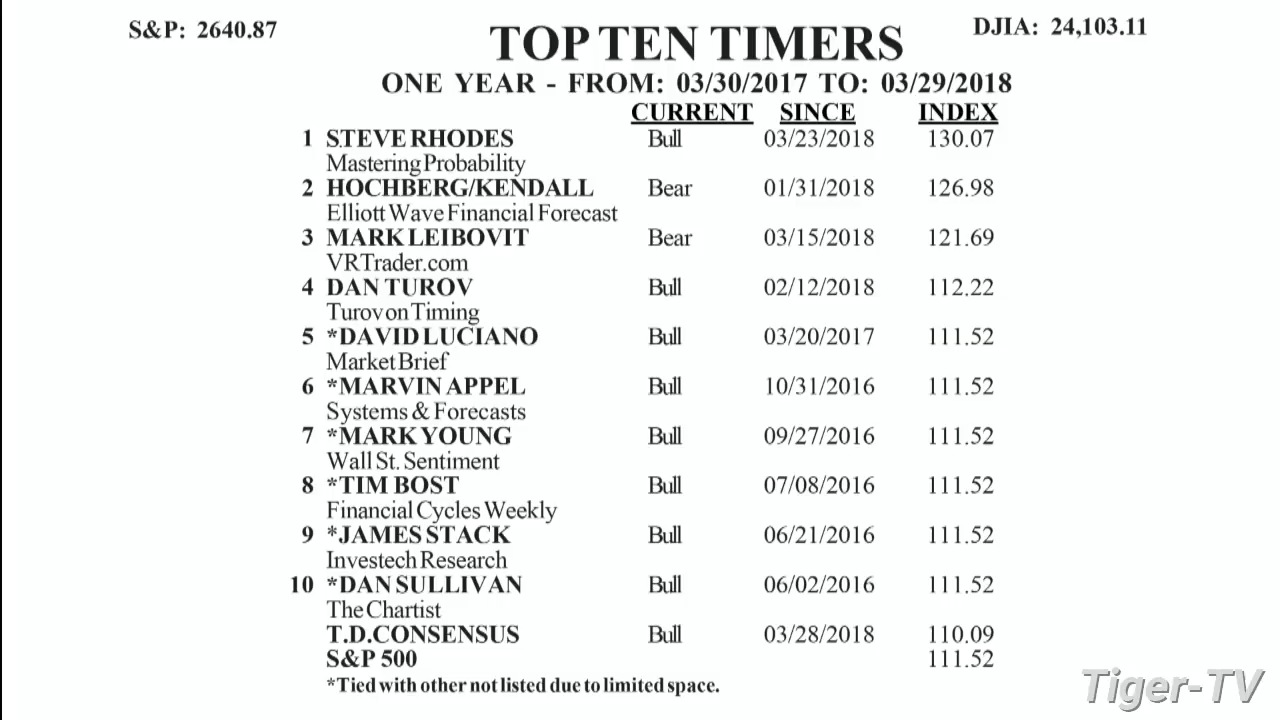 S&P: 2640.87
DJIA: 24,103.11
TOP TEN TIMERS
ONE YEAR - FROM: 03/30/2017 TO: 03/29/2018
CURRENT SINCE INDEX
1 STEVE RHODES Bull 03/23/2018 130.07
Mastering Probability
2 HOCHBERG/KENDALL Bear 01/31/2018 126.98
Elliott Wave Financial Forecast
3 MARK LEIBOVIT Bear 03/15/2018 121.69
VRTrader.com
4 DAN TUROV Bull 02/12/2018 112.22
Turov on Timing
5 *DAVID LUCIANO Bull 03/20/2017 111.52
Market Brief
6 *MARVIN APPEL Bull 10/31/2016 111.52
Systems & Forecasts
7 *MARK YOUNG Bull 09/27/2016 111.52
Wall St. Sentiment
8 *TIM BOST Bull 07/08/2016 111.52
Financial Cycles Weekly
9 *JAMES STACK Bull 06/21/2016 111.52
Investech Research
10 *DAN SULLIVAN Bull 06/02/2016 111.52
The Chartist
T.D.CONSENSUS Bull 03/28/2018 110.09
S&P 500 111.52
*Tied with other not listed due to limited space.
Tiger-TV